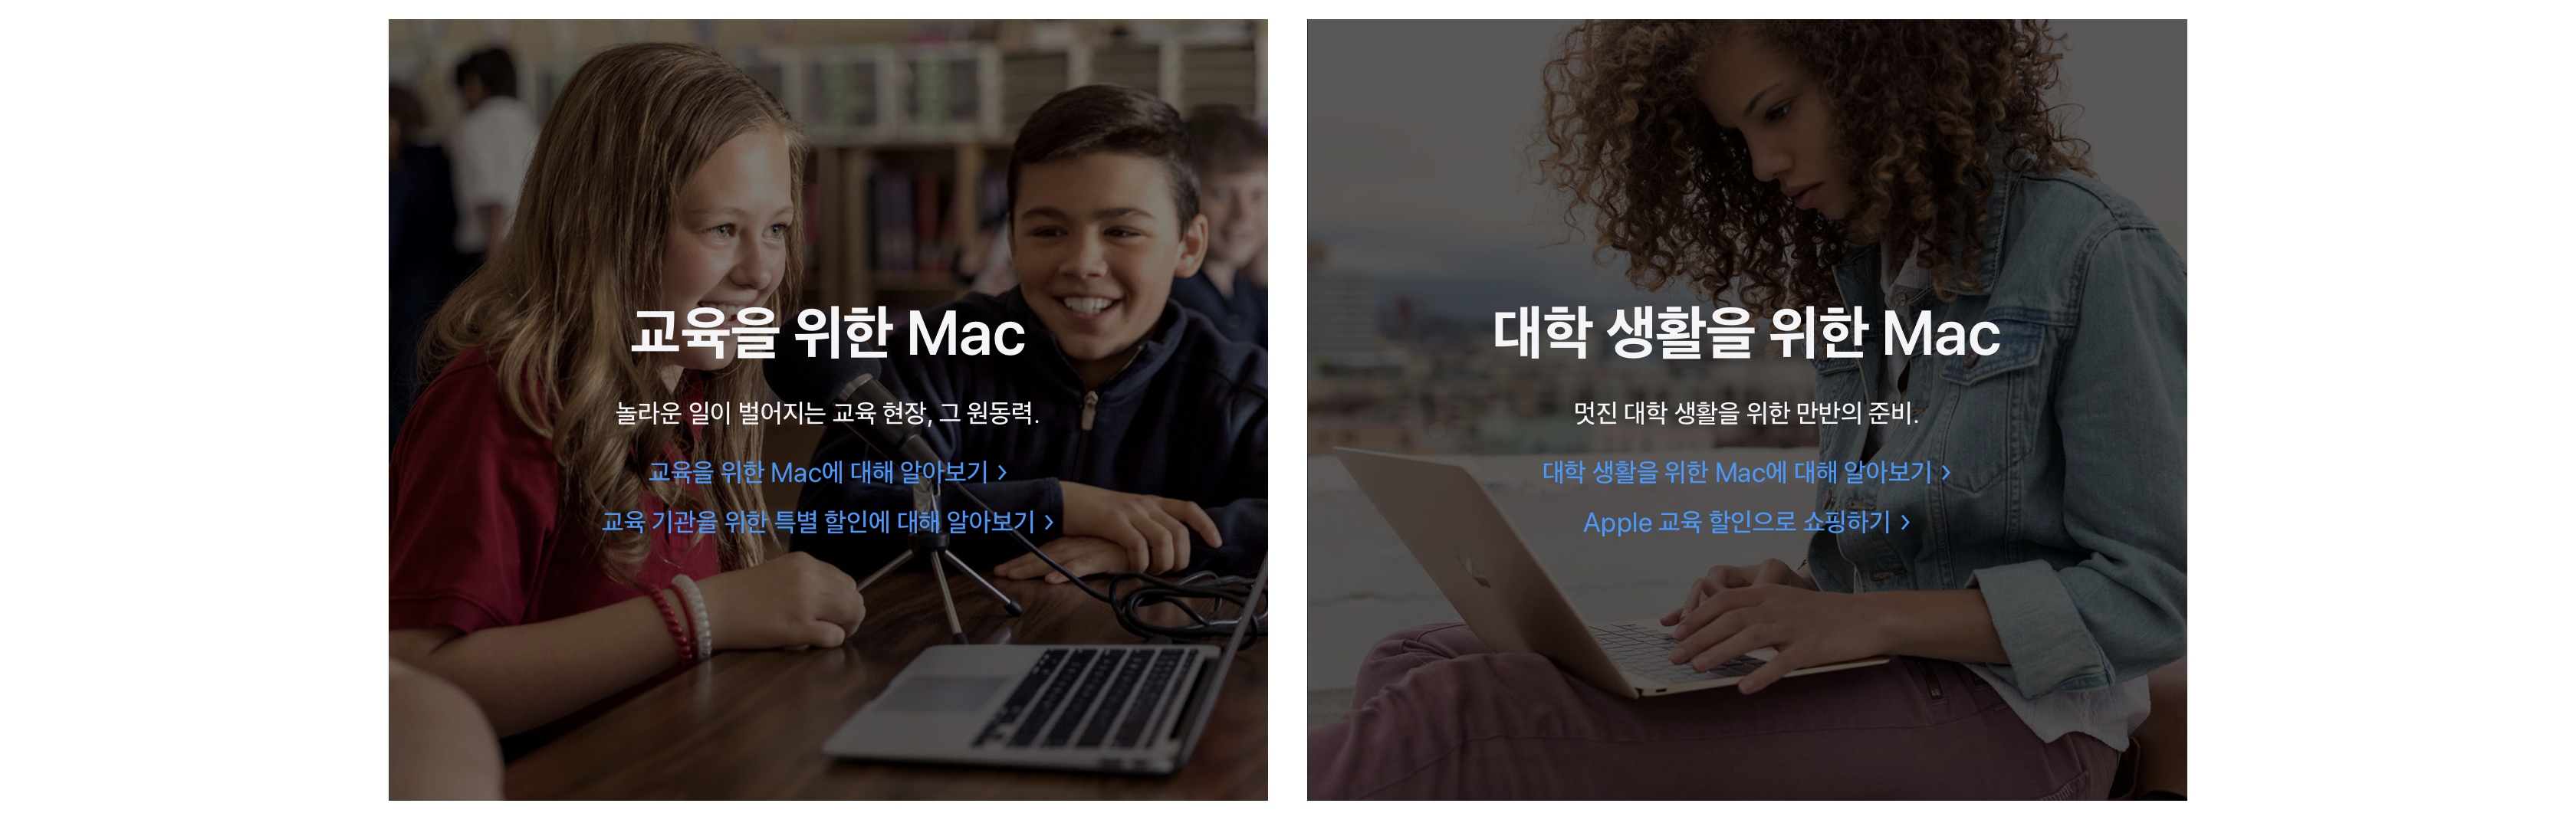 교육을 위한 Mac
놀라운 일이 벌어지는 교육 현장, 그 원동력.
교육을 위한 Mac에 대해 알아보기 >
교육 기관을 위한 특별 할인에 대해 알아보기 >
대학 생활을 위한 Mac
멋진 대학 생활을 위한 만반의 준비.
대학 생활을 위한 Mac에 대해 알아보기 >
Apple 교육 할인으로 쇼핑하기 >